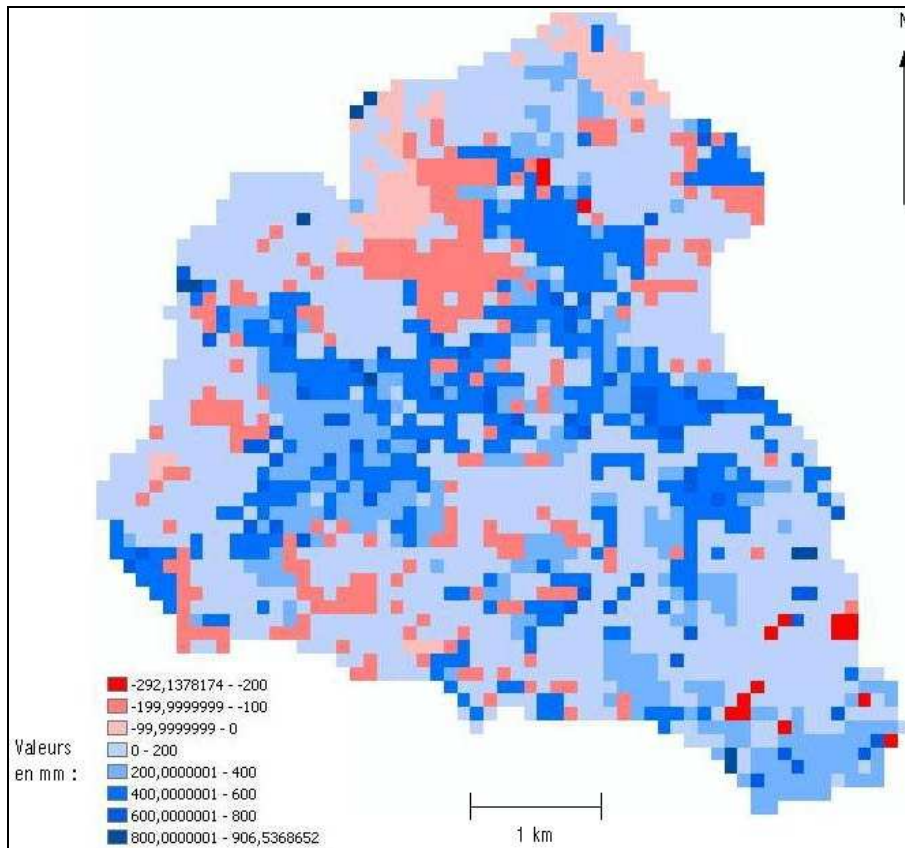 N
-292,1378174 - -200
-199,9999999 - -100
-99,9999999 - 0
Valeurs
en mm :
0 - 200
200,0000001 - 400
400,0000001 - 600
600,0000001 - 800
800,0000001 - 906,5368652
1 km